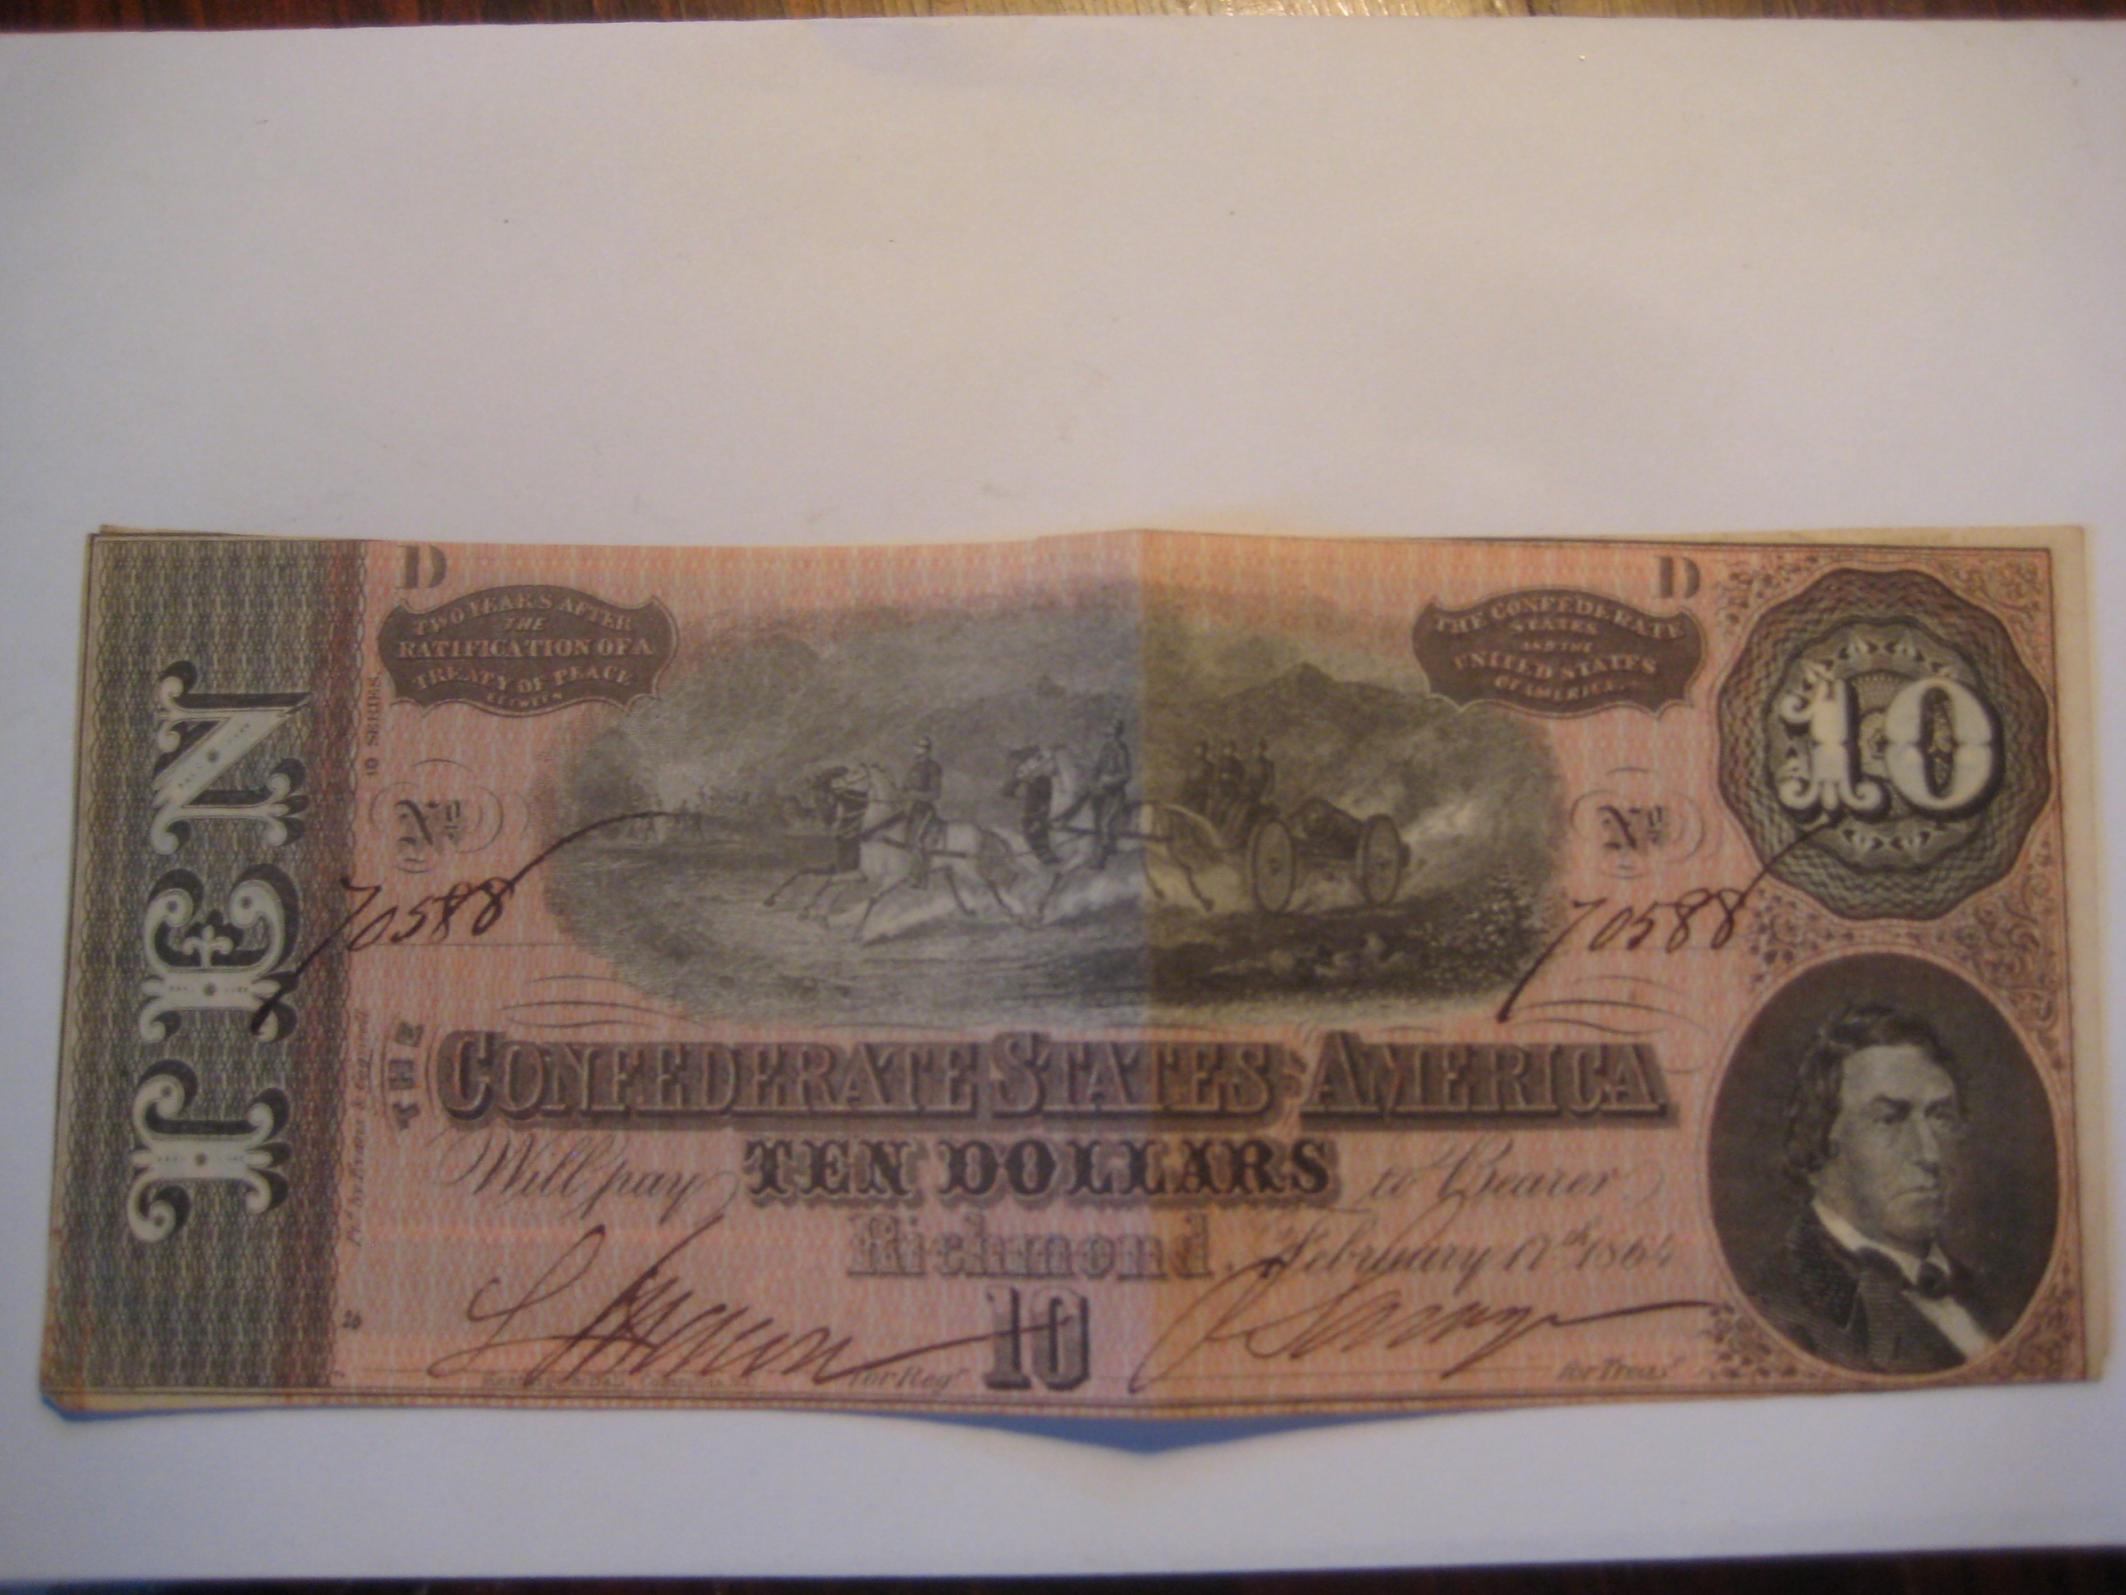 TEN
D
D
TWO YEARS AFTER
THE
RATIFICATION OF A
TREATY OF PEACE
BETWEEN
THE CONFEDERATE
STATES
AND THE
UNITED STATES
OF AMERICA
10
10 SERIES
No
No
70588
70588
THE
CONFEDERATE STATES OF AMERICA
Will pay TEN DOLLARS to Bearer
Richmond February 17th 1864
10
for Regr
for Treasr